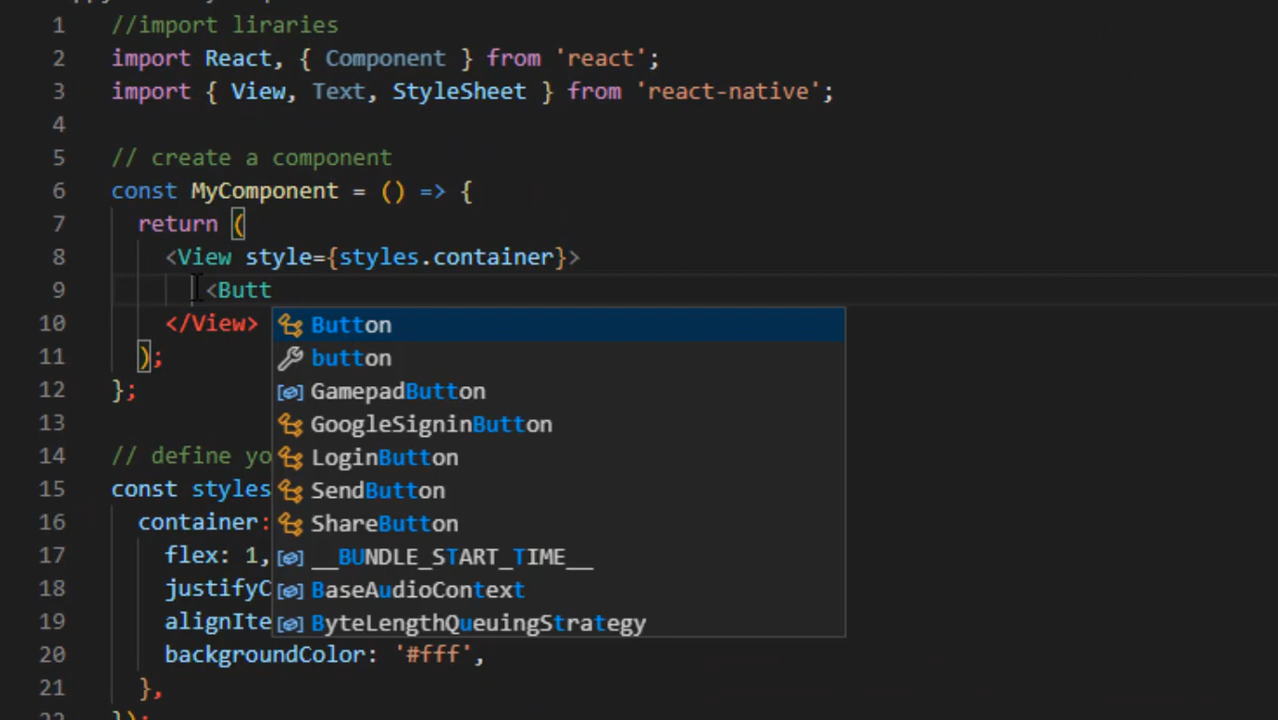 1 //import liraries
2 import React, { Component } from 'react';
3 import { View, Text, StyleSheet } from 'react-native';
4
5 // create a component
6 const MyComponent = () => {
7 return (
8 <View style={styles.container}>
9 <Butt
10 </View>
Button
11 );
button
12 };
GamepadButton
13
GoogleSigninButton
14 // define yo
LoginButton
15 const styles
SendButton
16 container:
ShareButton
17 flex: 1,
__BUNDLE_START_TIME__
18 justifyC
BaseAudioContext
19 alignIte
ByteLengthQueuingStrategy
20 backgroundColor: '#fff',
21 },
22 });